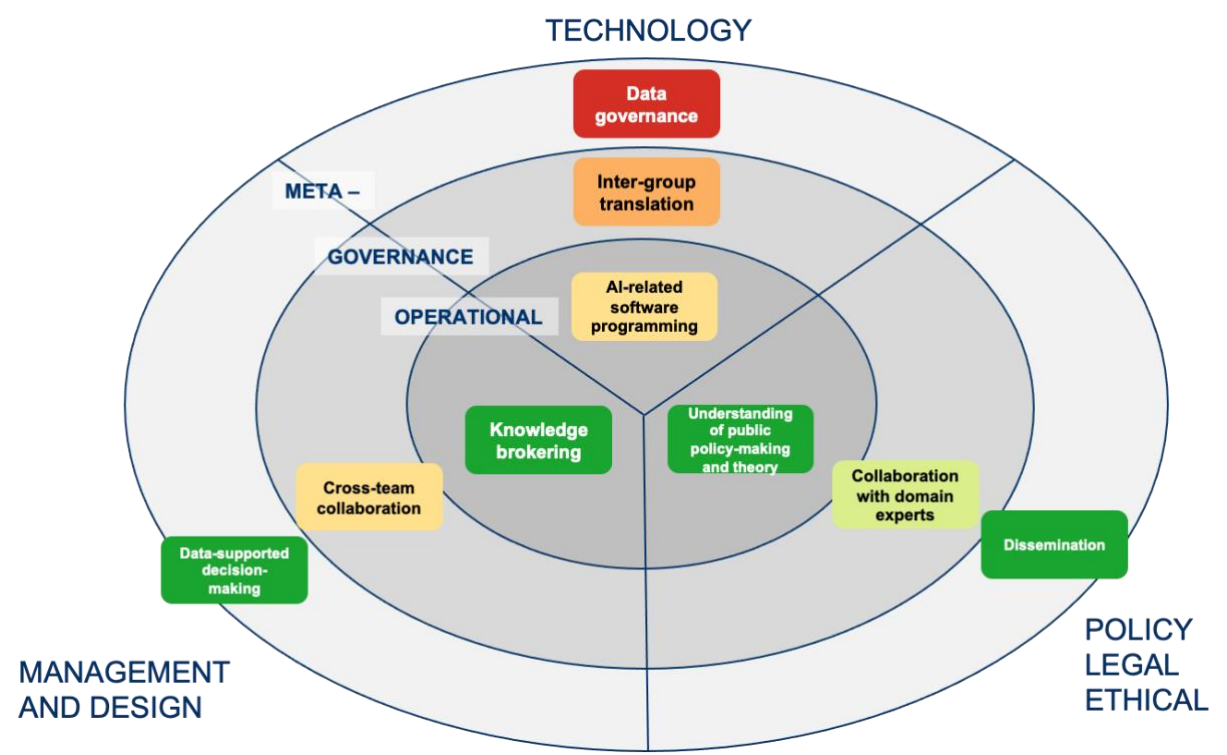 TECHNOLOGY
Data
governance
META –
Inter-group
translation
GOVERNANCE
OPERATIONAL
AI-related
software
programming
Knowledge
brokering
Understanding
of public
policy-making
and theory
Cross-team
collaboration
Collaboration
with domain
experts
Data-supported
decision-
making
Dissemination
MANAGEMENT
AND DESIGN
POLICY
LEGAL
ETHICAL